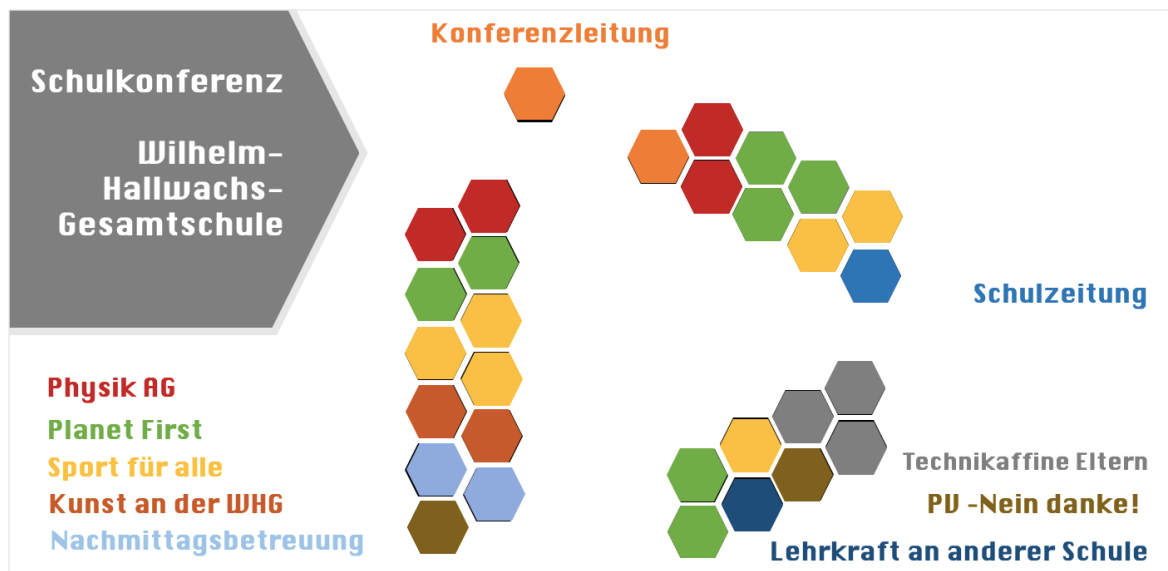 Konferenzleitung
Schulkonferenz
Wilhelm-
Hallwachs-
Gesamtschule
Schulzeitung
Physik AG
Planet First
Sport für alle
Kunst an der WHG
Nachmittagsbetreuung
Technikaffine Eltern
PV -Nein danke!
Lehrkraft an anderer Schule